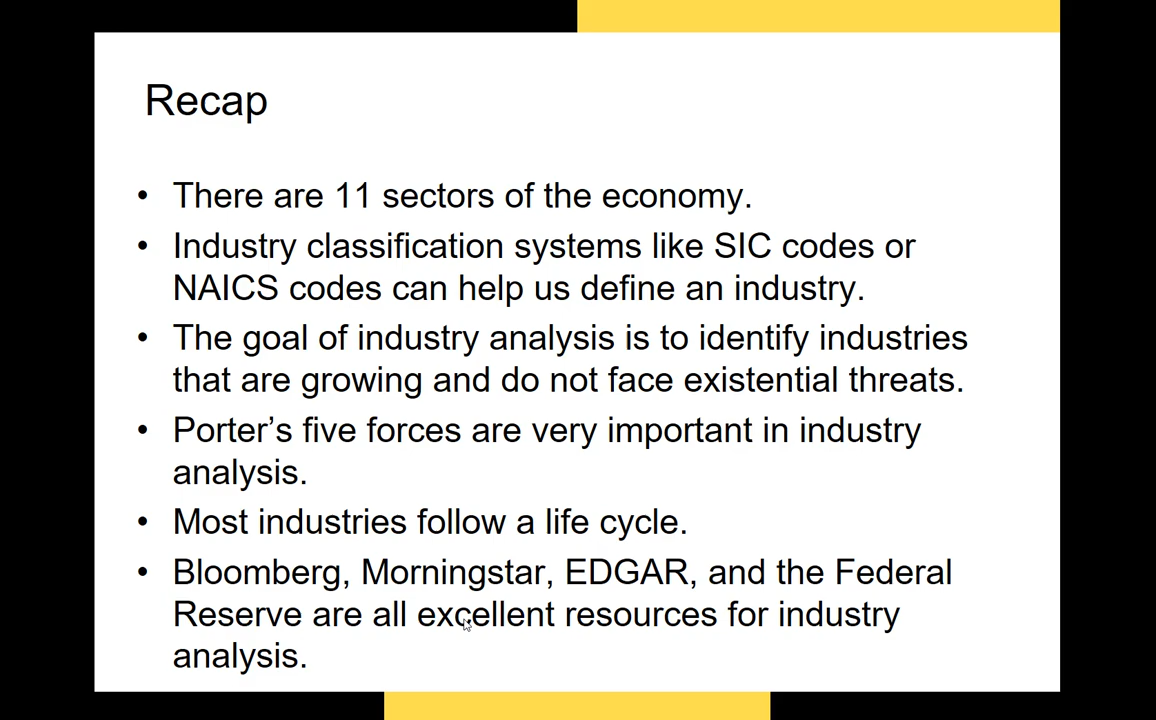 Recap
• There are 11 sectors of the economy.
• Industry classification systems like SIC codes or
NAICS codes can help us define an industry.
• The goal of industry analysis is to identify industries
that are growing and do not face existential threats.
• Porter’s five forces are very important in industry
analysis.
• Most industries follow a life cycle.
• Bloomberg, Morningstar, EDGAR, and the Federal
Reserve are all excellent resources for industry
analysis.